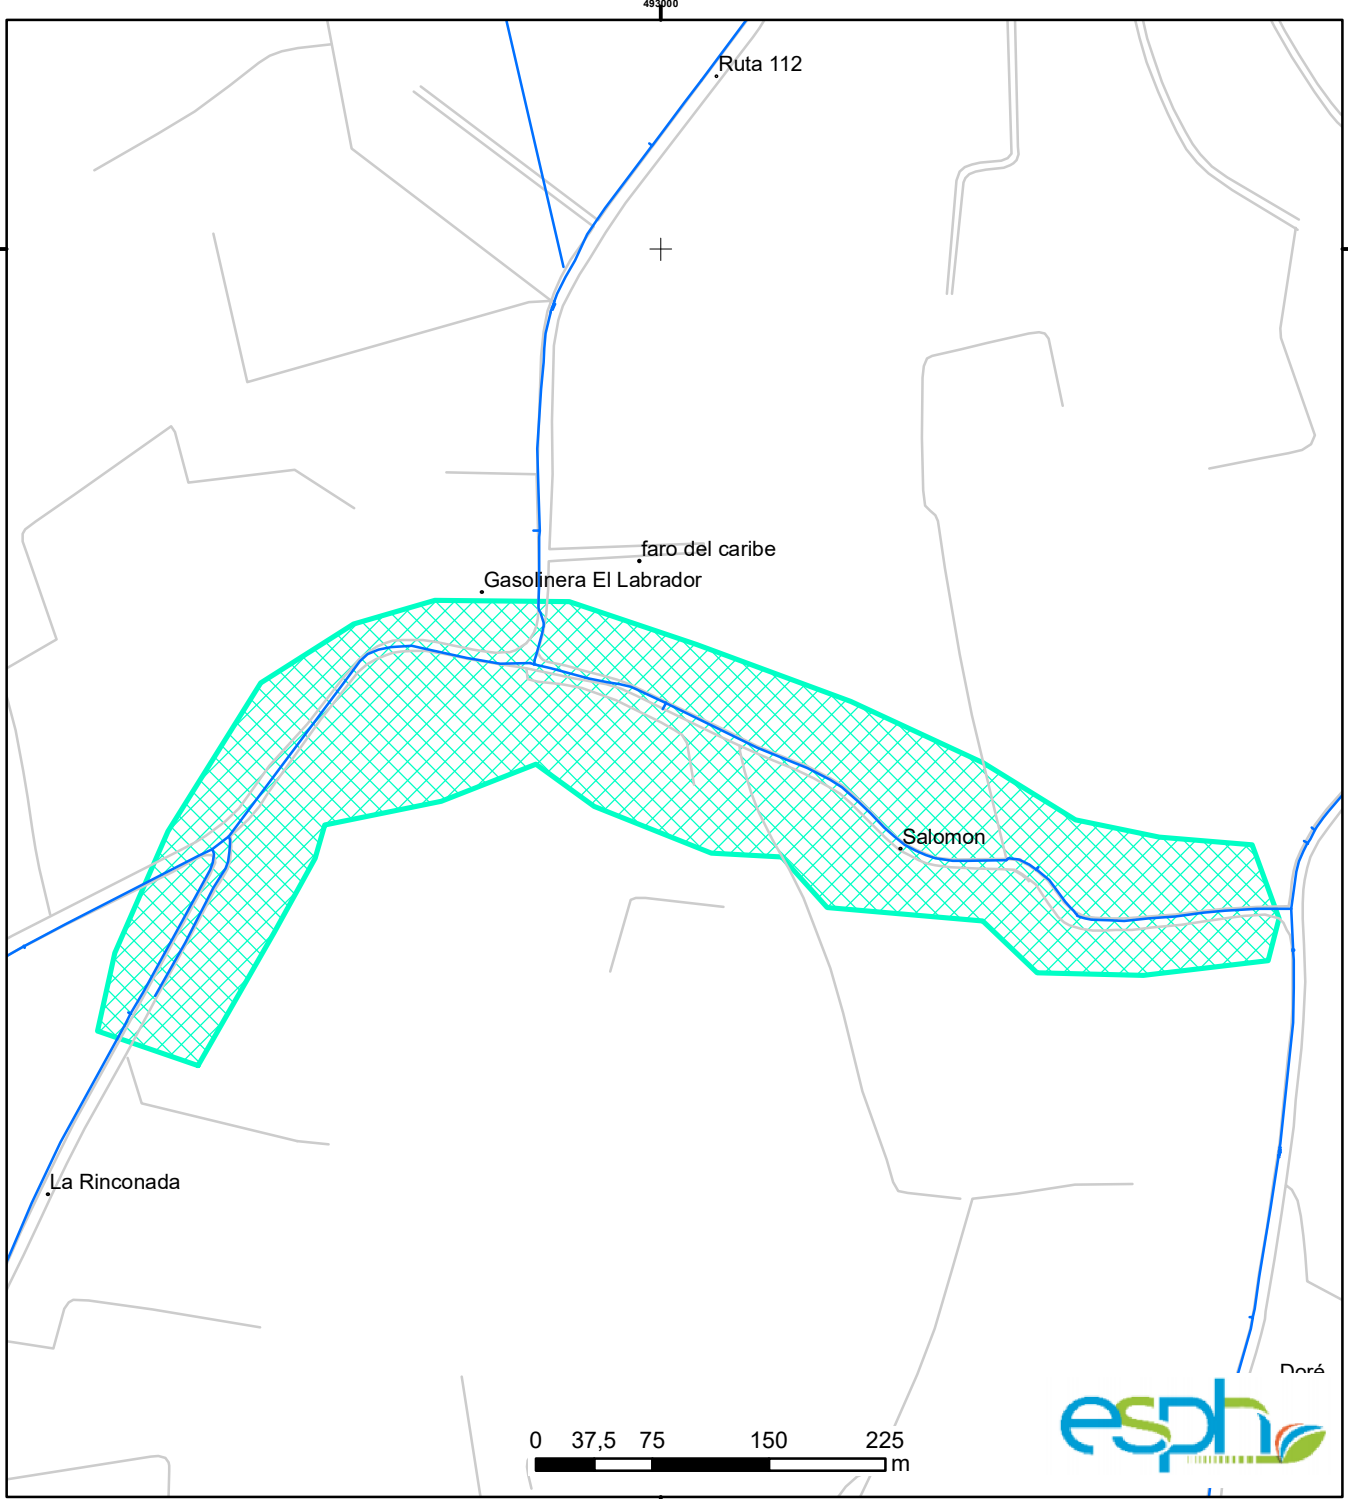 493000
Ruta 112
faro del caribe
Gasolinera El Labrador
Salomon
La Rinconada
Doré
0 37,5 75 150 225
m
esph